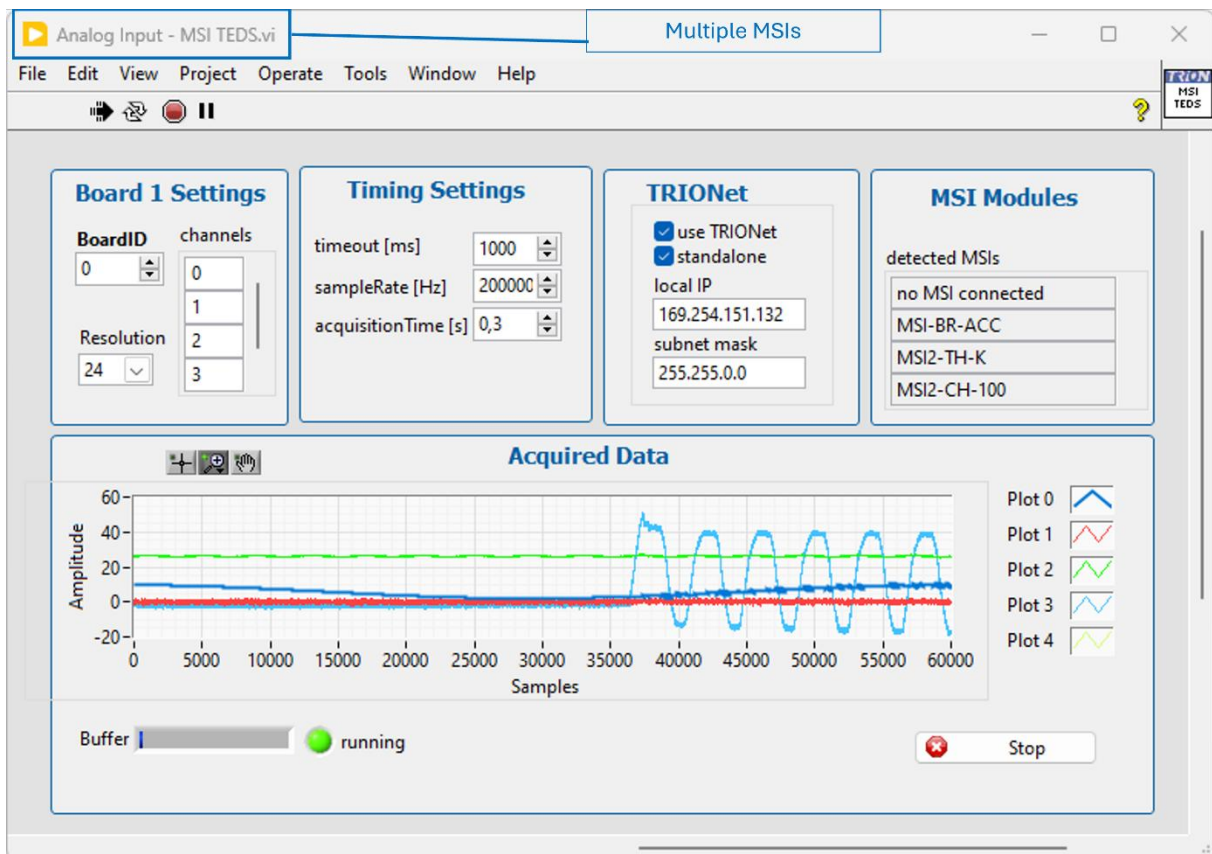 Analog Input - MSI TEDS.vi
Multiple MSIs
File Edit View Project Operate Tools Window Help
TRION
MSI
TEDS
Board 1 Settings
BoardID
0
channels
0
1
2
3
Resolution
24
Timing Settings
timeout [ms] 1000
sampleRate [Hz] 200000
acquisitionTime [s] 0,3
TRIONet
use TRIONet
standalone
local IP
169.254.151.132
subnet mask
255.255.0.0
MSI Modules
detected MSIs
no MSI connected
MSI-BR-ACC
MSI2-TH-K
MSI2-CH-100
Acquired Data
Amplitude
60
40
20
0
-20
0 5000 10000 15000 20000 25000 30000 35000 40000 45000 50000 55000 60000
Samples
Plot 0
Plot 1
Plot 2
Plot 3
Plot 4
Buffer
running
Stop